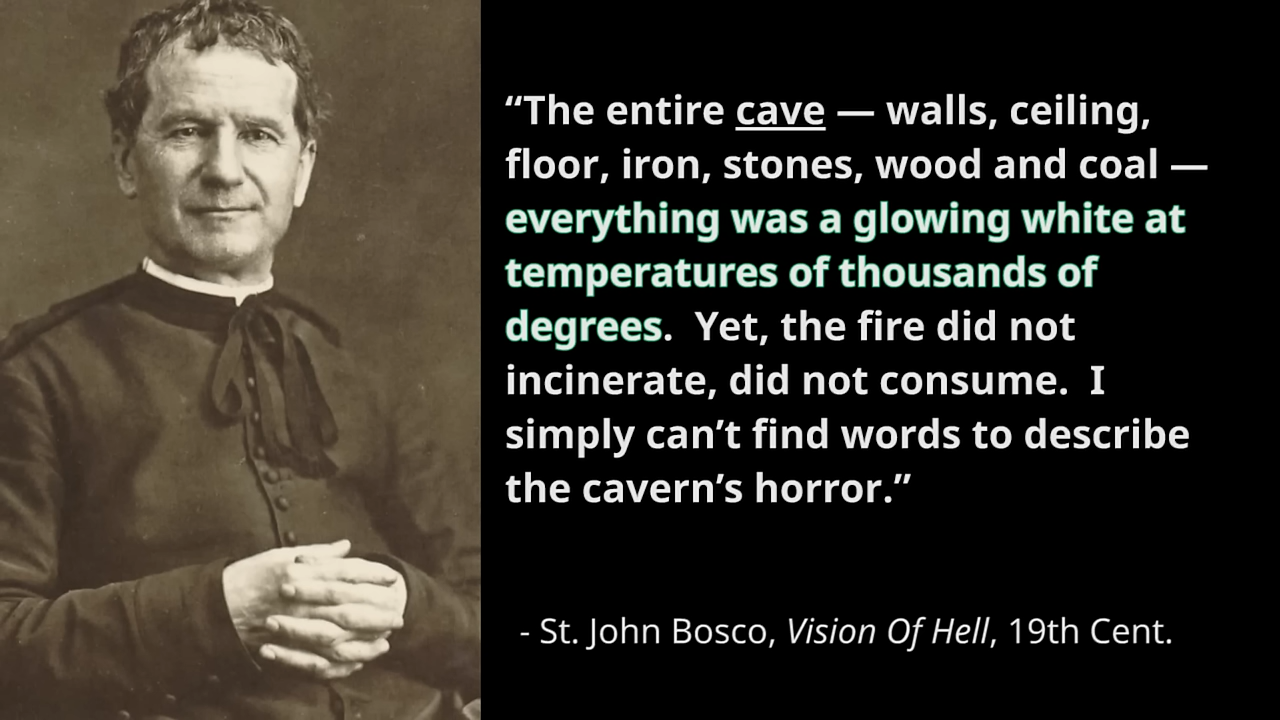 “The entire cave — walls, ceiling,
floor, iron, stones, wood and coal —
everything was a glowing white at
temperatures of thousands of
degrees.  Yet, the fire did not
incinerate, did not consume.  I
simply can’t find words to describe
the cavern’s horror.”
- St. John Bosco, Vision Of Hell, 19th Cent.